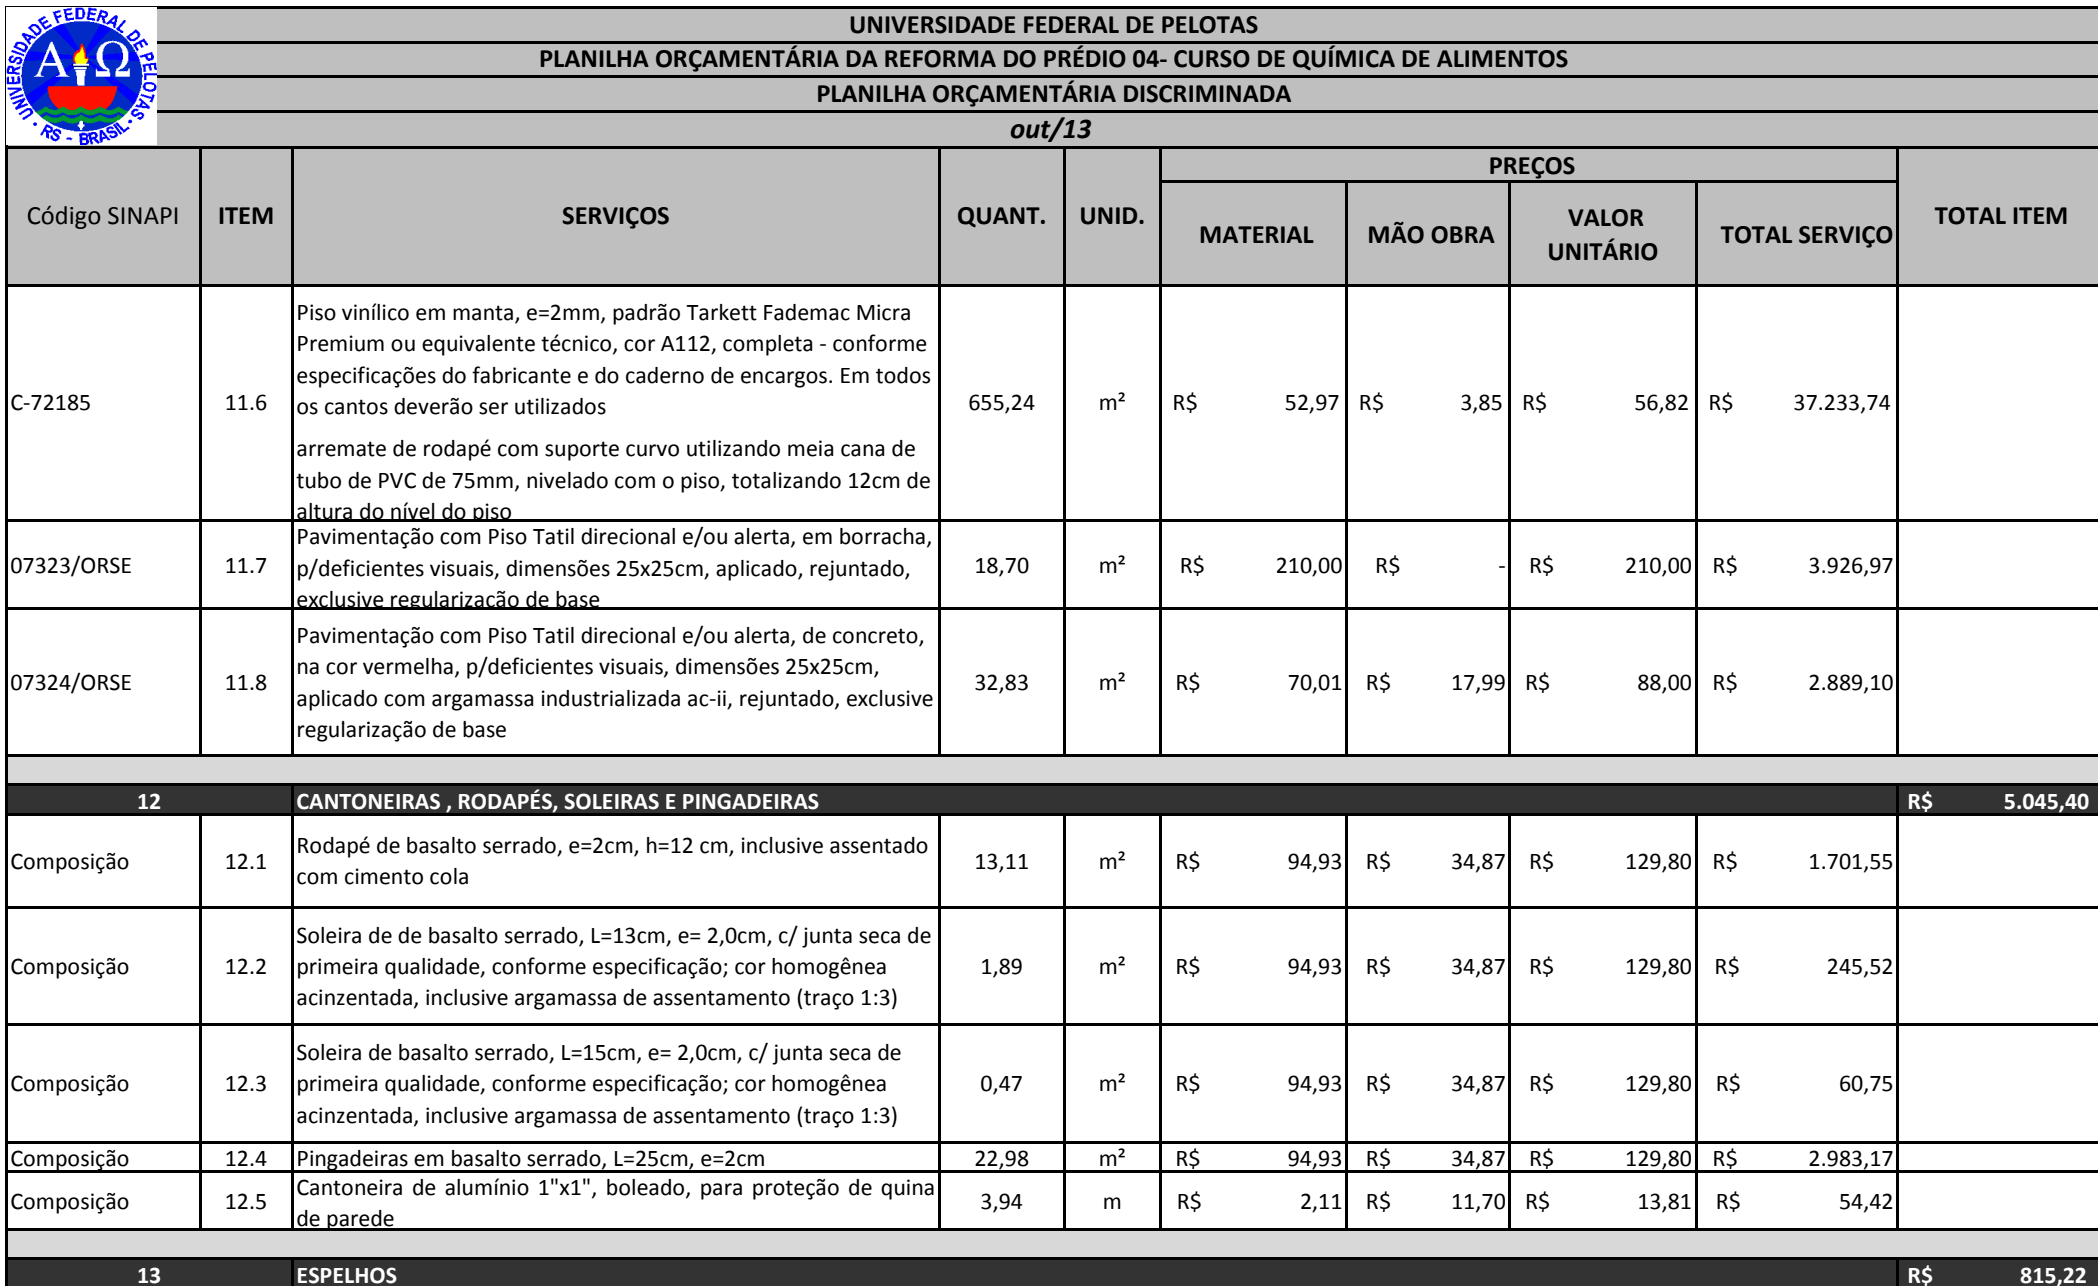 UNIVERSIDADE FEDERAL DE PELOTAS · RS - BRASIL ·
Α Ω
UNIVERSIDADE FEDERAL DE PELOTAS
PLANILHA ORÇAMENTÁRIA DA REFORMA DO PRÉDIO 04- CURSO DE QUÍMICA DE ALIMENTOS
PLANILHA ORÇAMENTÁRIA DISCRIMINADA
out/13
Código SINAPI ITEM SERVIÇOS QUANT. UNID. PREÇOS TOTAL ITEM
MATERIAL MÃO OBRA VALOR UNITÁRIO TOTAL SERVIÇO
Piso vinílico em manta, e=2mm, padrão Tarkett Fademac Micra
Premium ou equivalente técnico, cor A112, completa - conforme
especificações do fabricante e do caderno de encargos. Em todos
C-72185 11.6 os cantos deverão ser utilizados 655,24 m² R$ 52,97 R$ 3,85 R$ 56,82 R$ 37.233,74
arremate de rodapé com suporte curvo utilizando meia cana de
tubo de PVC de 75mm, nivelado com o piso, totalizando 12cm de
altura do nível do piso
Pavimentação com Piso Tatil direcional e/ou alerta, em borracha,
07323/ORSE 11.7 p/deficientes visuais, dimensões 25x25cm, aplicado, rejuntado, 18,70 m² R$ 210,00 R$ - R$ 210,00 R$ 3.926,97
exclusive regularização de base
Pavimentação com Piso Tatil direcional e/ou alerta, de concreto,
na cor vermelha, p/deficientes visuais, dimensões 25x25cm,
07324/ORSE 11.8 aplicado com argamassa industrializada ac-ii, rejuntado, exclusive 32,83 m² R$ 70,01 R$ 17,99 R$ 88,00 R$ 2.889,10
regularização de base
12 CANTONEIRAS , RODAPÉS, SOLEIRAS E PINGADEIRAS R$ 5.045,40
Composição 12.1 Rodapé de basalto serrado, e=2cm, h=12 cm, inclusive assentado 13,11 m² R$ 94,93 R$ 34,87 R$ 129,80 R$ 1.701,55
com cimento cola
Soleira de de basalto serrado, L=13cm, e= 2,0cm, c/ junta seca de
Composição 12.2 primeira qualidade, conforme especificação; cor homogênea 1,89 m² R$ 94,93 R$ 34,87 R$ 129,80 R$ 245,52
acinzentada, inclusive argamassa de assentamento (traço 1:3)
Soleira de basalto serrado, L=15cm, e= 2,0cm, c/ junta seca de
Composição 12.3 primeira qualidade, conforme especificação; cor homogênea 0,47 m² R$ 94,93 R$ 34,87 R$ 129,80 R$ 60,75
acinzentada, inclusive argamassa de assentamento (traço 1:3)
Composição 12.4 Pingadeiras em basalto serrado, L=25cm, e=2cm 22,98 m² R$ 94,93 R$ 34,87 R$ 129,80 R$ 2.983,17
Composição 12.5 Cantoneira de alumínio 1"x1", boleado, para proteção de quina 3,94 m R$ 2,11 R$ 11,70 R$ 13,81 R$ 54,42
de parede
13 ESPELHOS R$ 815,22